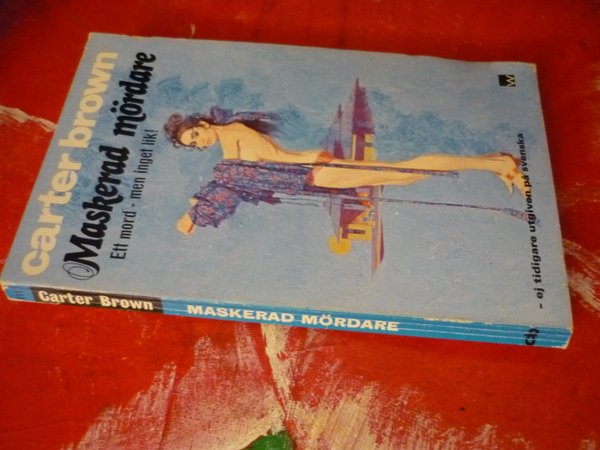 carter brown
Maskerad mördare
Ett mord - men inget lik!
- ej tidigare utgiven på svenska
W
Carter Brown
MASKERAD MÖRDARE